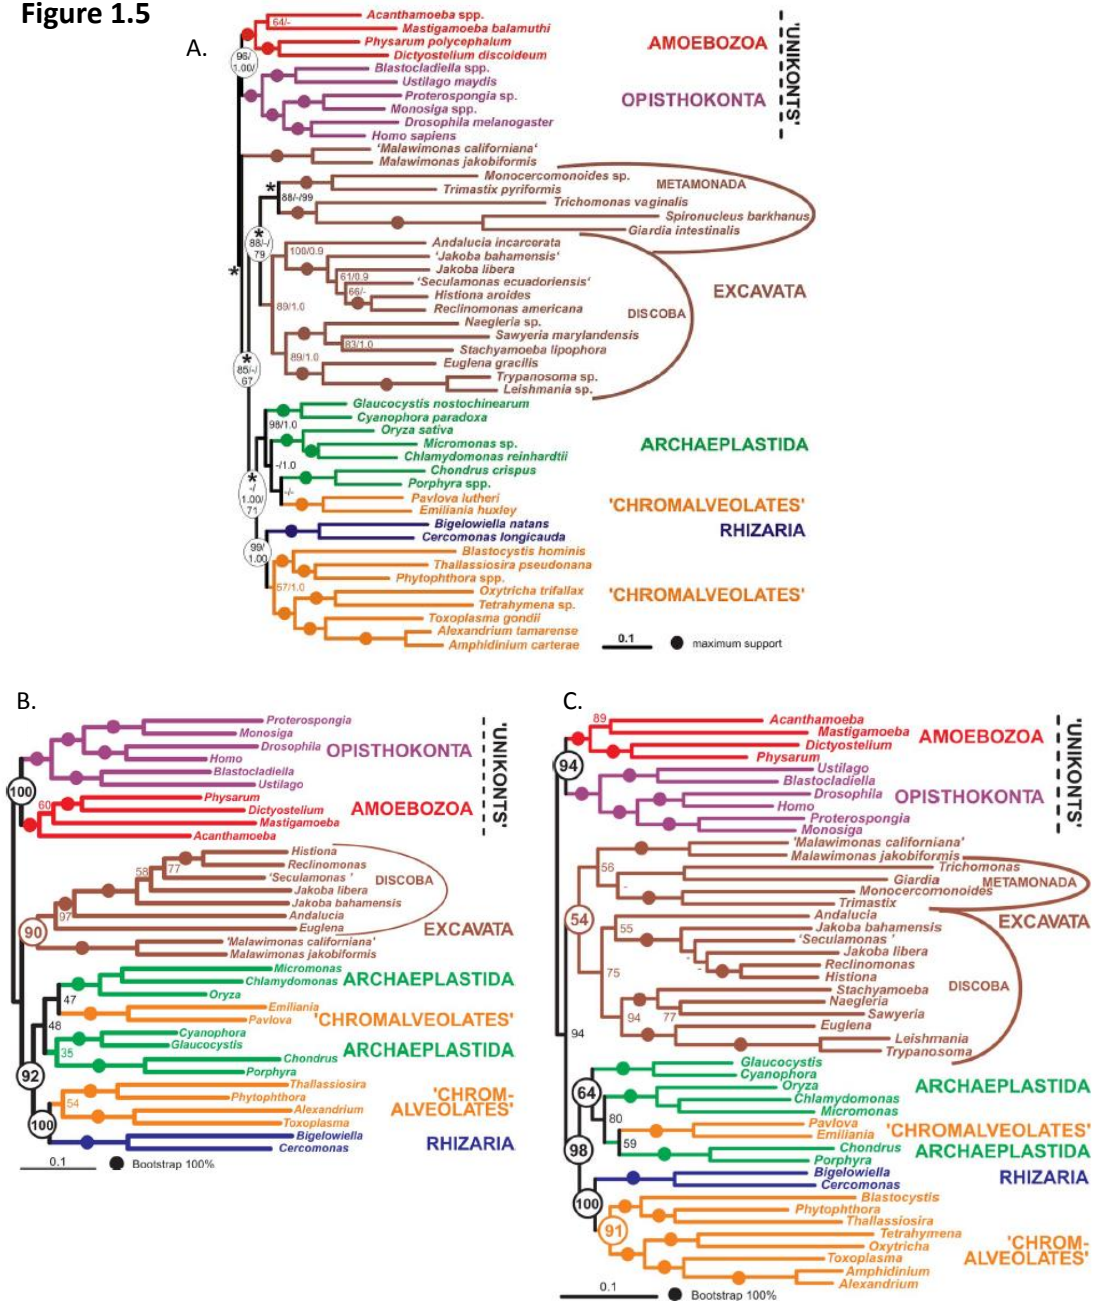 Figure 1.5
A.
Acanthamoeba spp.
64/-
Mastigamoeba balamuthi
Physarum polycephalum
Dictyostelium discoideum
AMOEBOZOA
96/
1.00/
Blastocladiella spp.
Ustilago maydis
Proterospongia sp.
Monosiga spp.
Drosophila melanogaster
Homo sapiens
OPISTHOKONTA
'UNIKONTS'
'Malawimonas californiana'
Malawimonas jakobiformis
Monocercomonoides sp.
Trimastix pyriformis
Trichomonas vaginalis
Spironucleus barkhanus
Giardia intestinalis
METAMONADA
*
88/-/99
*
88/-/
79
Andalucia incarcerata
100/0.9
'Jakoba bahamensis'
Jakoba libera
61/0.9
'Seculamonas ecuadoriensis'
66/-
Histiona aroides
Reclinomonas americana
EXCAVATA
*
89/1.0
DISCOBA
Naegleria sp.
Sawyeria marylandensis
83/1.0
Stachyamoeba lipophora
89/1.0
Euglena gracilis
Trypanosoma sp.
Leishmania sp.
*
85/-/
67
Glaucocystis nostochinearum
Cyanophora paradoxa
98/1.0
Oryza sativa
Micromonas sp.
Chlamydomonas reinhardtii
ARCHAEPLASTIDA
-/1.0
Chondrus crispus
Porphyra spp.
-/-
Pavlova lutheri
Emiliania huxley
'CHROMALVEOLATES'
*
-/
1.00/
71
Bigelowiella natans
Cercomonas longicauda
RHIZARIA
99/
1.00
Blastocystis hominis
Thallassiosira pseudonana
Phytophthora spp.
57/1.0
Oxytricha trifallax
Tetrahymena sp.
'CHROMALVEOLATES'
Toxoplasma gondii
Alexandrium tamarense
Amphidinium carterae
0.1
maximum support
B.
Proterospongia
Monosiga
Drosophila
Homo
OPISTHOKONTA
Blastocladiella
Ustilago
'UNIKONTS'
100
Physarum
60
Dictyostelium
Mastigamoeba
Acanthamoeba
AMOEBOZOA
Histiona
Reclinomonas
58
77
'Seculamonas '
DISCOBA
Jakoba libera
Jakoba bahamensis
97
Andalucia
Euglena
90
EXCAVATA
'Malawimonas californiana'
Malawimonas jakobiformis
Micromonas
Chlamydomonas
ARCHAEPLASTIDA
Oryza
47
Emiliania
Pavlova
'CHROMALVEOLATES'
48
Cyanophora
Glaucocystis
35
ARCHAEPLASTIDA
Chondrus
Porphyra
92
Thallassiosira
Phytophthora
54
'CHROM-
ALVEOLATES'
Alexandrium
Toxoplasma
100
Bigelowiella
Cercomonas
RHIZARIA
0.1
Bootstrap 100%
C.
89
Acanthamoeba
Mastigamoeba
AMOEBOZOA
Dictyostelium
Physarum
94
Ustilago
Blastocladiella
Drosophila
Homo
OPISTHOKONTA
Proterospongia
Monosiga
'UNIKONTS'
'Malawimonas californiana'
Malawimonas jakobiformis
56
Trichomonas
Giardia
METAMONADA
-
Monocercomonoides
Trimastix
54
Andalucia
EXCAVATA
55
Jakoba bahamensis
'Seculamonas '
Jakoba libera
-
-
Reclinomonas
Histiona
75
DISCOBA
Stachyamoeba
Naegleria
77
Sawyeria
94
Euglena
Leishmania
Trypanosoma
94
Glaucocystis
Cyanophora
Oryza
ARCHAEPLASTIDA
64
Chlamydomonas
Micromonas
80
Pavlova
Emiliania
'CHROMALVEOLATES'
59
Chondrus
Porphyra
ARCHAEPLASTIDA
98
Bigelowiella
Cercomonas
RHIZARIA
100
Blastocystis
Phytophthora
Thallassiosira
91
Tetrahymena
Oxytricha
'CHROM-
ALVEOLATES'
Toxoplasma
Amphidinium
Alexandrium
0.1
Bootstrap 100%